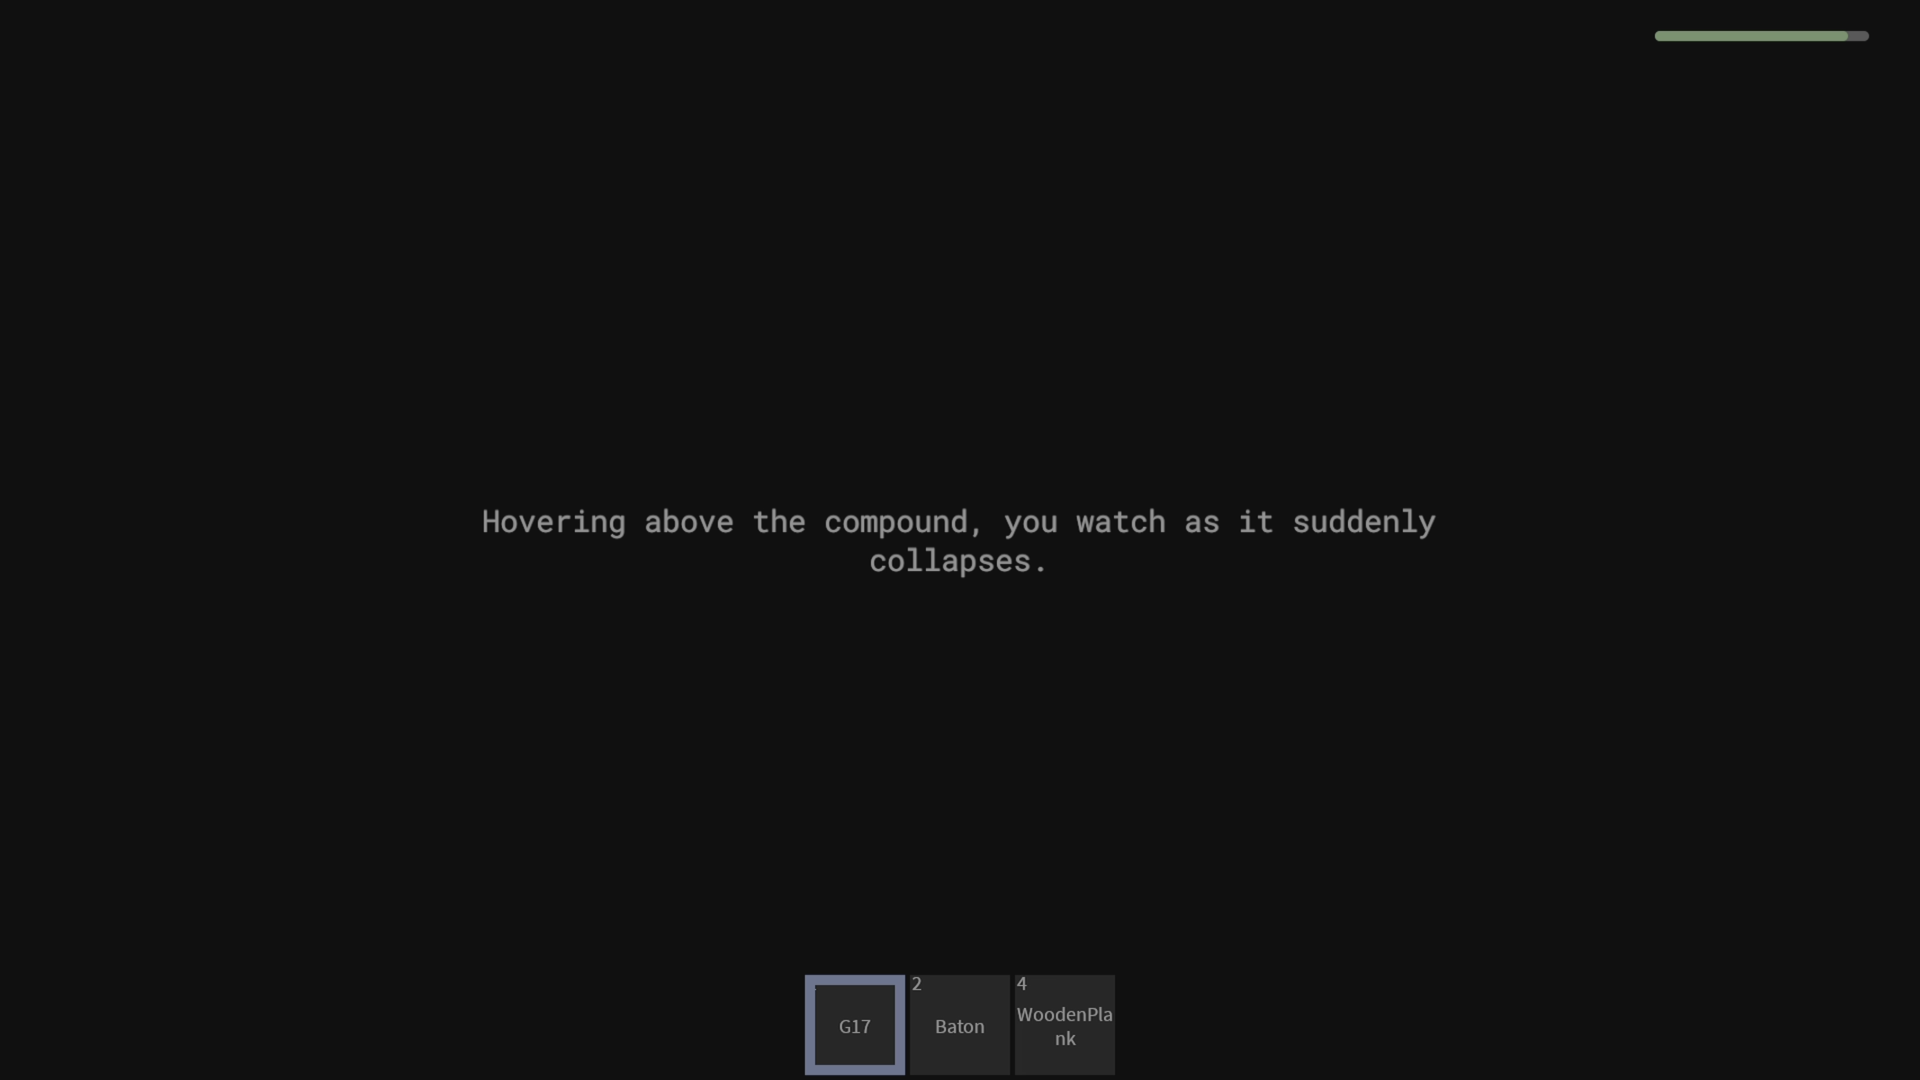 Hovering above the compound, you watch as it suddenly
collapses.
G17
2
Baton
4
WoodenPla
nk